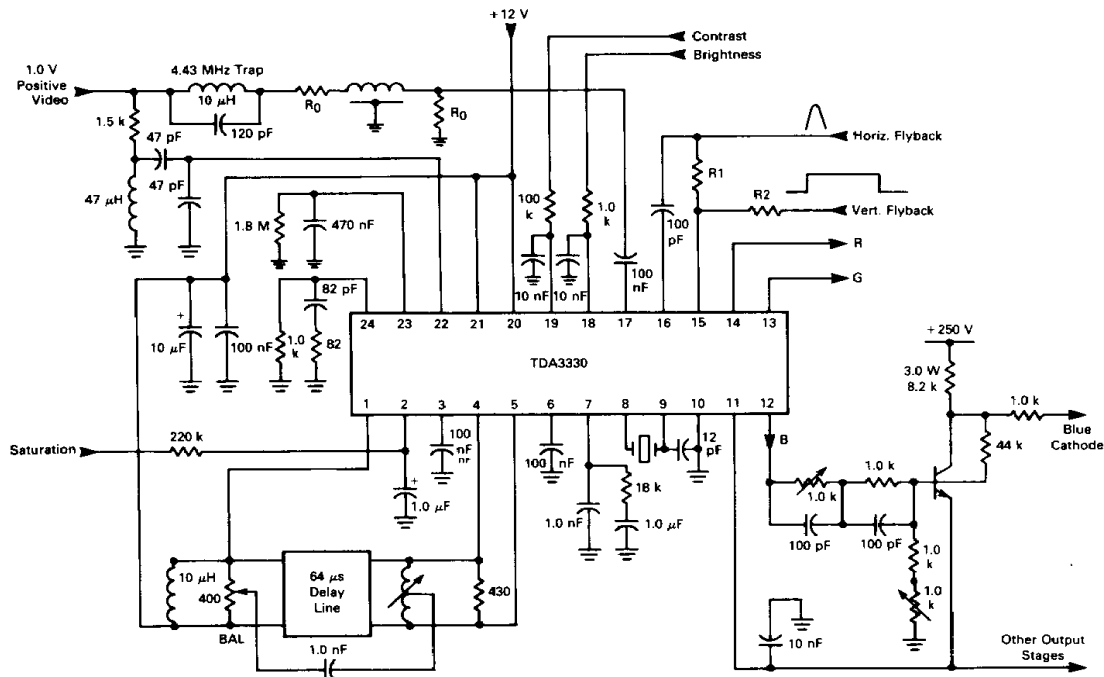 +12 V
Contrast
Brightness
1.0 V
Positive
Video
4.43 MHz Trap
10 µH
120 pF
R0
R0
1.5 k
47 pF
47 pF
47 µH
1.8 M
470 nF
100
k
1.0
k
10 nF
10 nF
100
nF
100
pF
R1
R2
Horiz. Flyback
Vert. Flyback
R
G
10 µF
+
100 nF
1.0
k
82 pF
82
24
23
22
21
20
19
18
17
16
15
14
13
TDA3330
1
2
3
4
5
6
7
8
9
10
11
12
+250 V
3.0 W
8.2 k
1.0 k
Blue
Cathode
44 k
Saturation
220 k
+
1.0 µF
100
nF
100 nF
1.0 nF
18 k
1.0 µF
12
pF
B
1.0 k
1.0 k
100 pF
100 pF
1.0
k
1.0
k
10 µH
400
BAL
64 µs
Delay
Line
430
1.0 nF
10 nF
Other Output
Stages